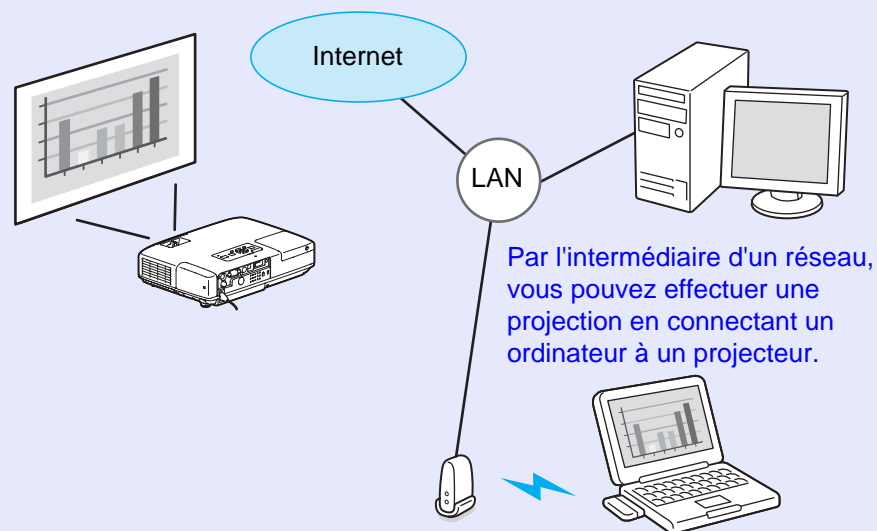 Internet
LAN
Par l'intermédiaire d'un réseau,
vous pouvez effectuer une
projection en connectant un
ordinateur à un projecteur.